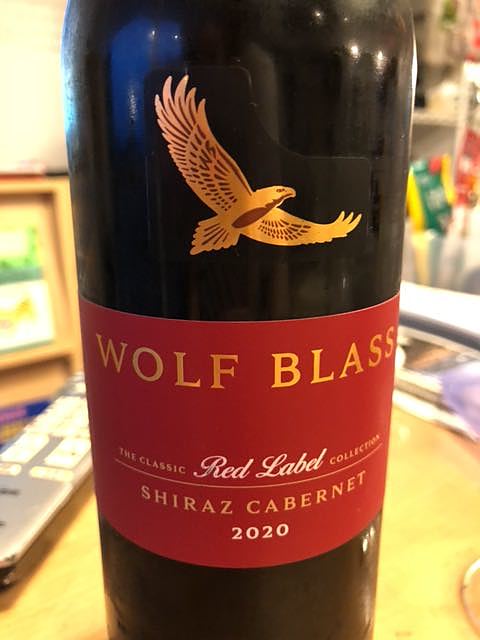 WOLF BLASS
THE CLASSIC Red Label COLLECTION
SHIRAZ CABERNET
2020